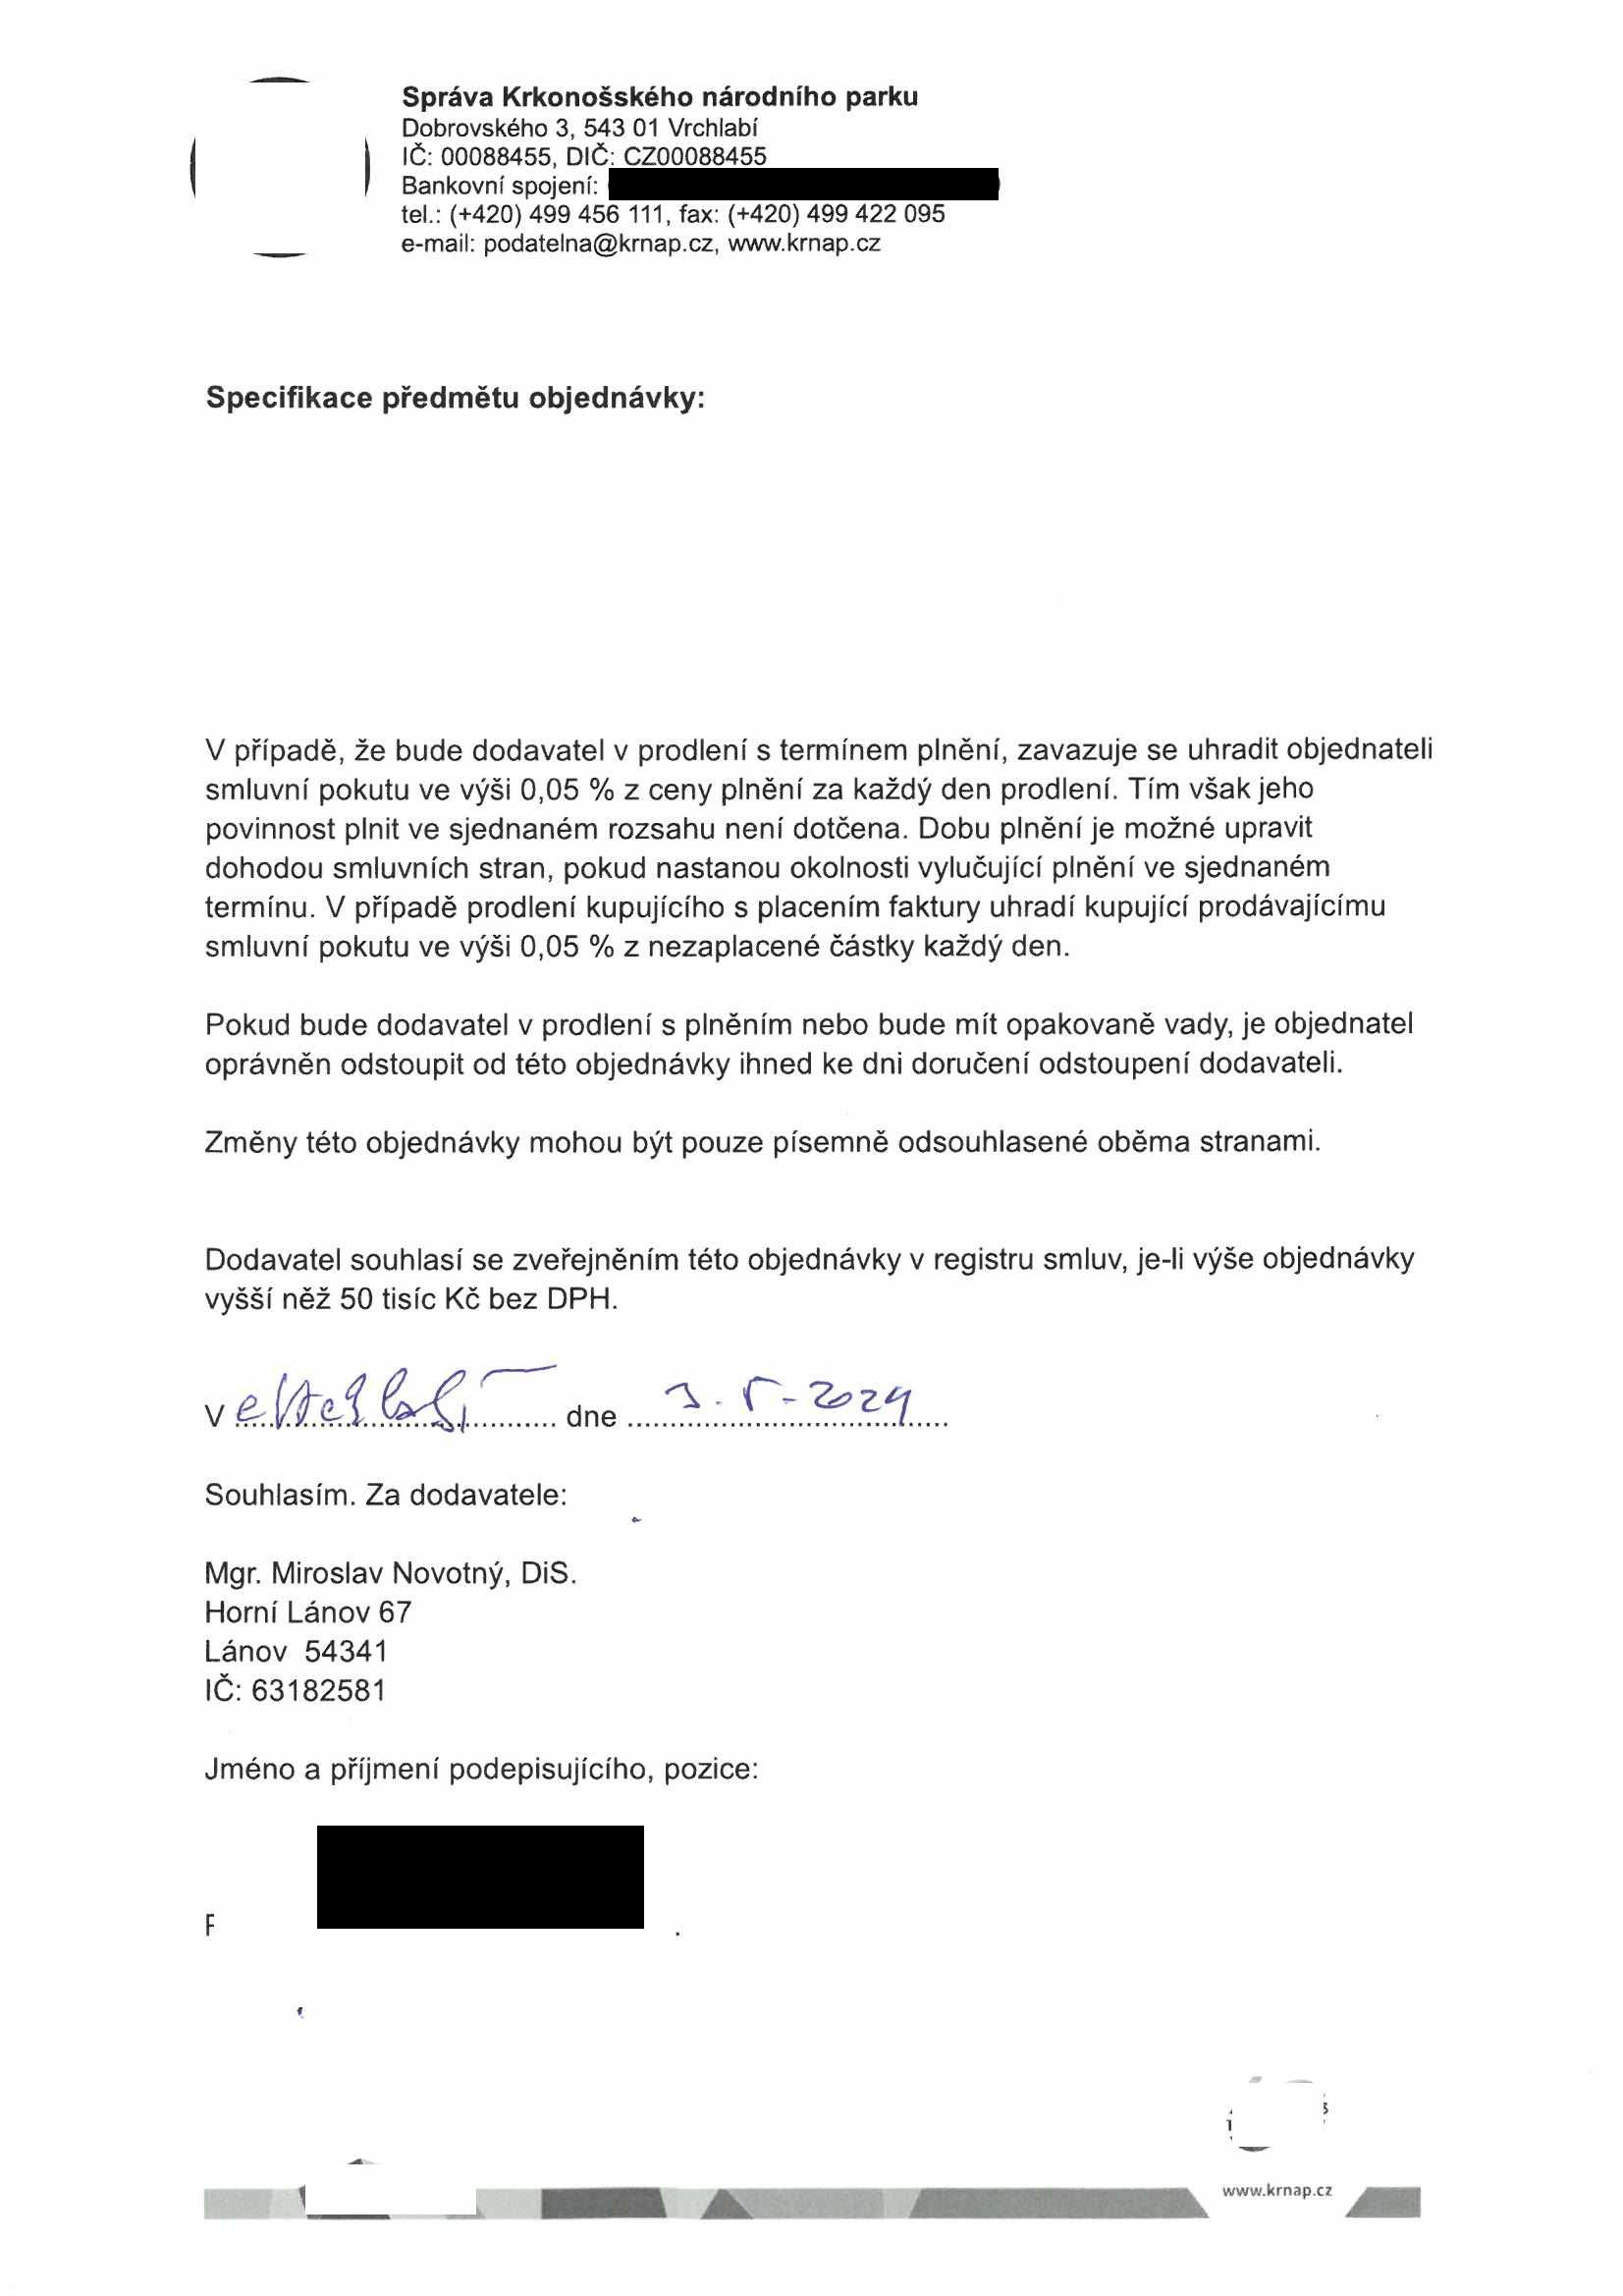 Správa Krkonošského národního parku
Dobrovského 3, 543 01 Vrchlabí
IČ: 00088455, DIČ: CZ00088455
Bankovní spojení:
tel.: (+420) 499 456 111, fax: (+420) 499 422 095
e-mail: podatelna@krnap.cz, www.krnap.cz
Specifikace předmětu objednávky:
V případě, že bude dodavatel v prodlení s termínem plnění, zavazuje se uhradit objednateli
smluvní pokutu ve výši 0,05 % z ceny plnění za každý den prodlení. Tím však jeho
povinnost plnit ve sjednaném rozsahu není dotčena. Dobu plnění je možné upravit
dohodou smluvních stran, pokud nastanou okolnosti vylučující plnění ve sjednaném
termínu. V případě prodlení kupujícího s placením faktury uhradí kupující prodávajícímu
smluvní pokutu ve výši 0,05 % z nezaplacené částky každý den.
Pokud bude dodavatel v prodlení s plněním nebo bude mít opakovaně vady, je objednatel
oprávněn odstoupit od této objednávky ihned ke dni doručení odstoupení dodavateli.
Změny této objednávky mohou být pouze písemně odsouhlasené oběma stranami.
Dodavatel souhlasí se zveřejněním této objednávky v registru smluv, je-li výše objednávky
vyšší něž 50 tisíc Kč bez DPH.
V dne 2024
Souhlasím. Za dodavatele:
Mgr. Miroslav Novotný, DiS.
Horní Lánov 67
Lánov 54341
IČ: 63182581
Jméno a příjmení podepisujícího, pozice:
www.krnap.cz